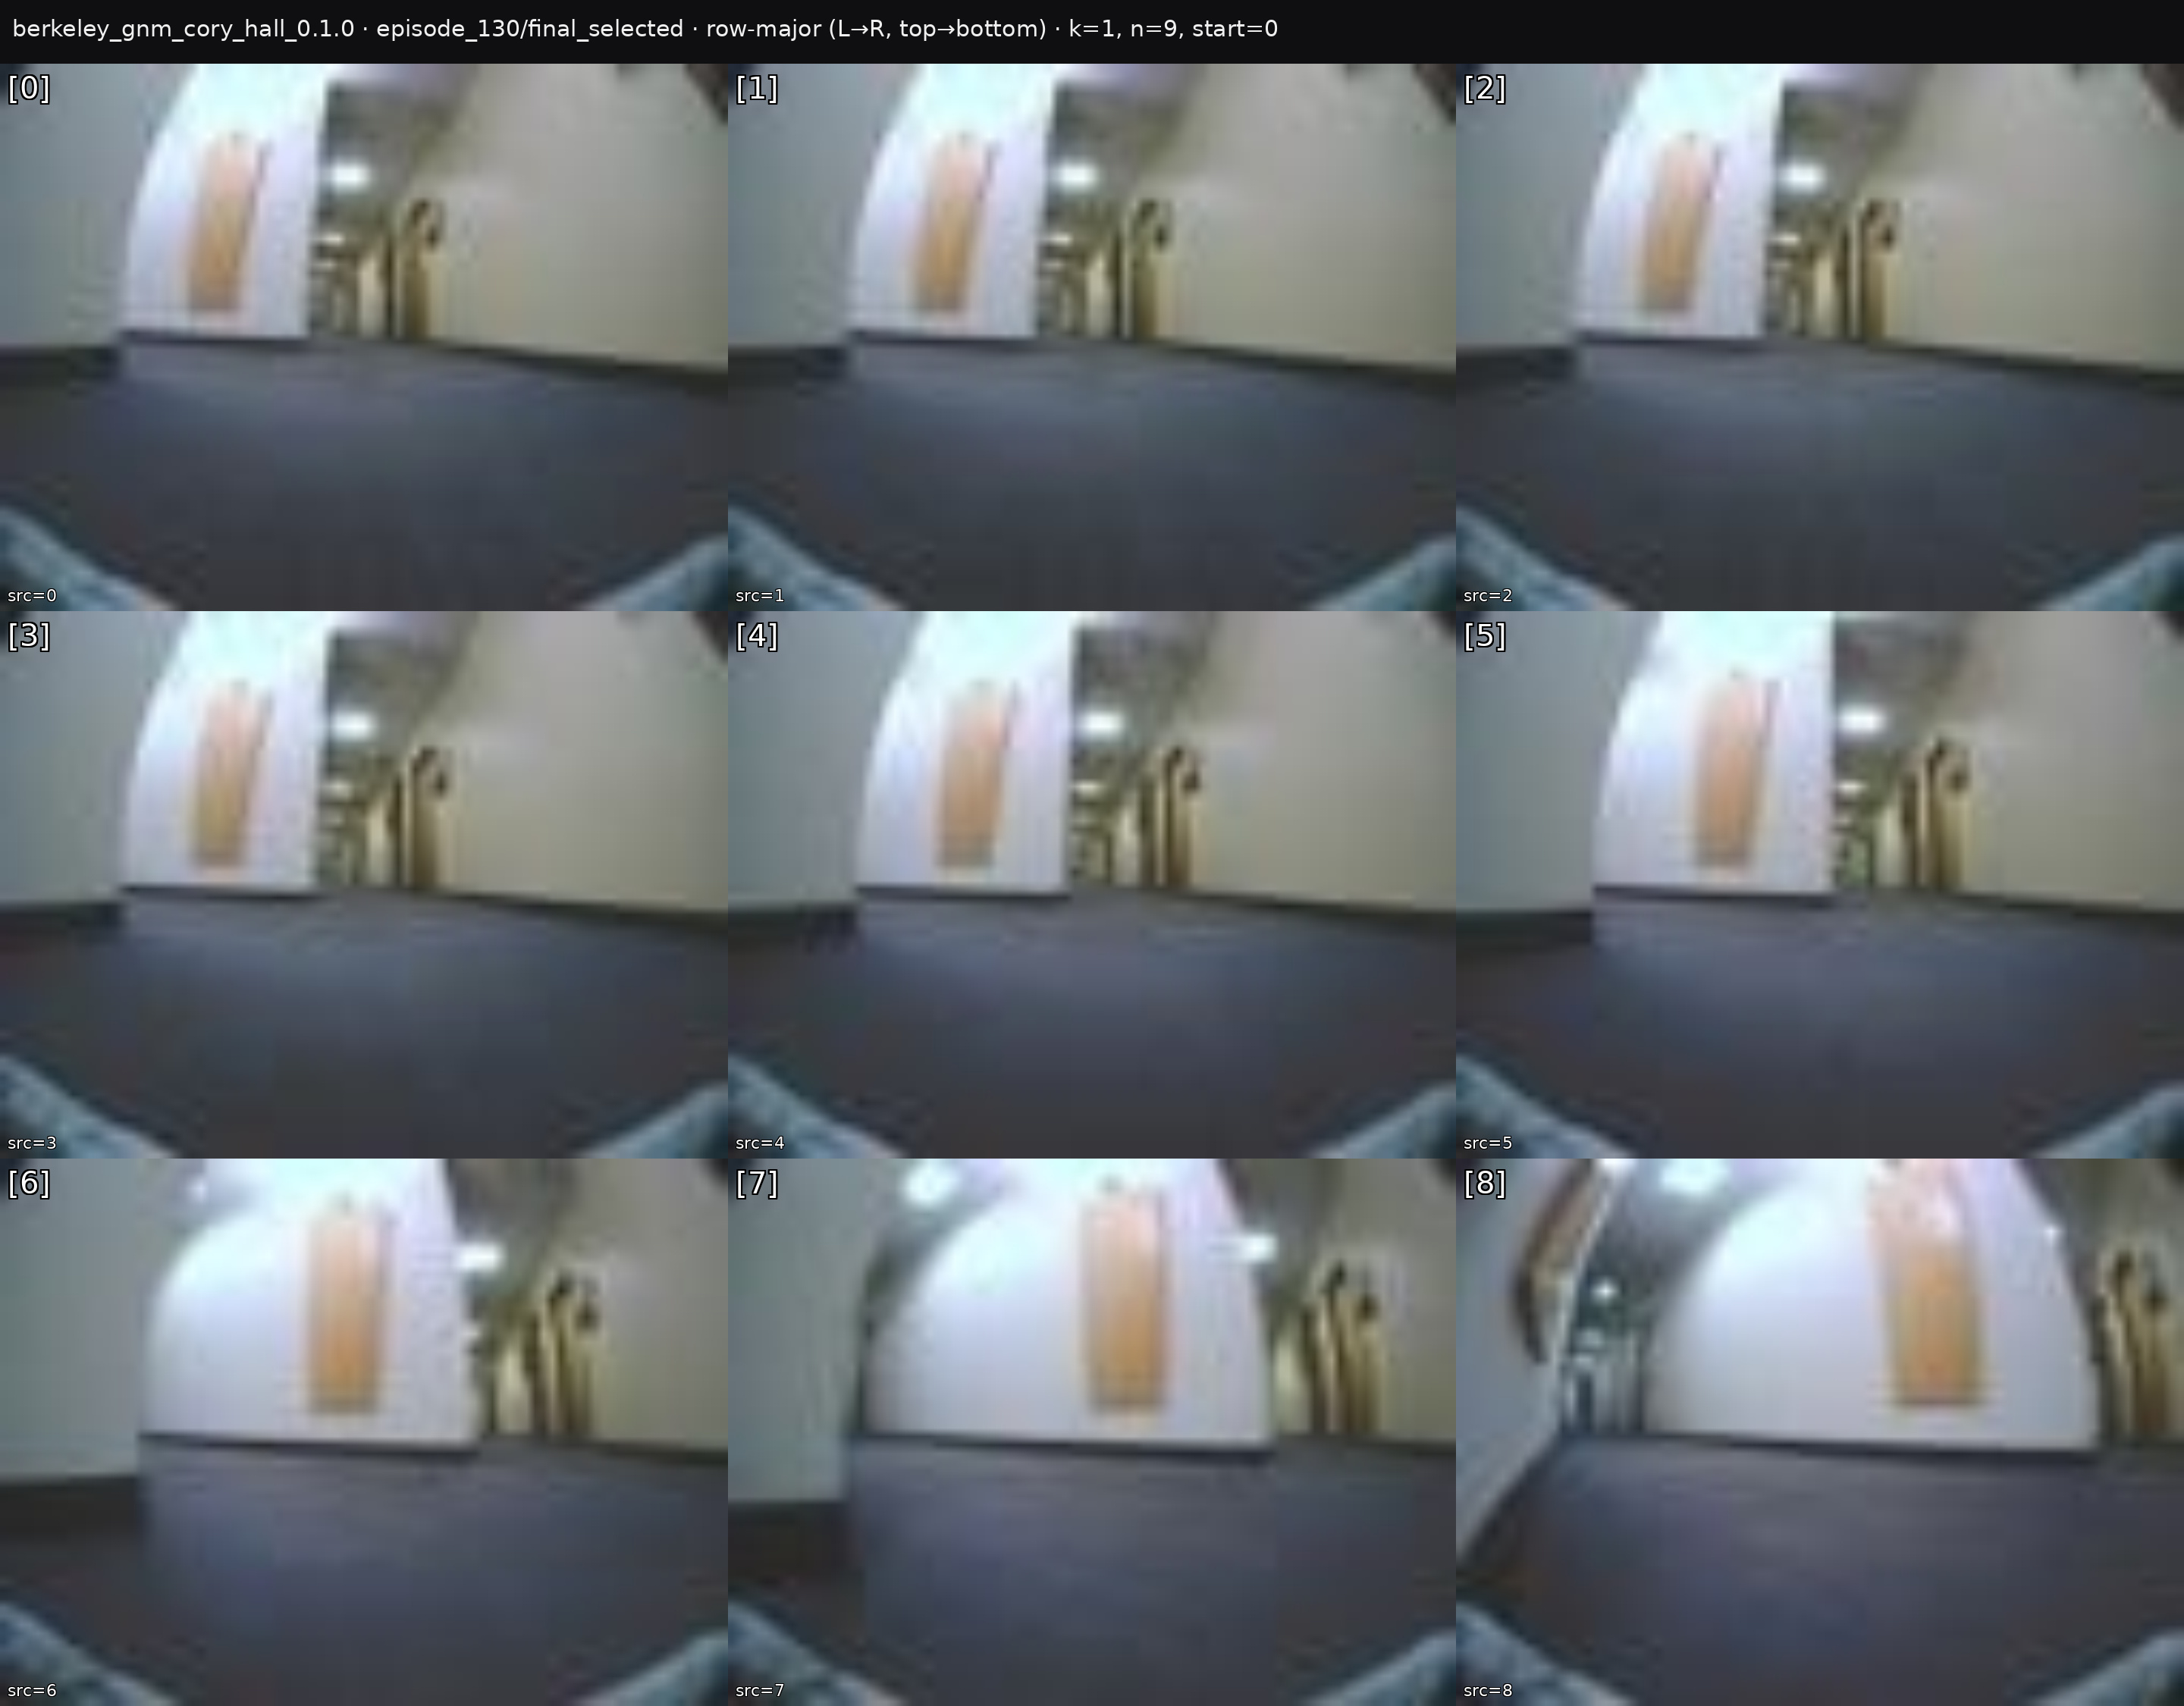 berkeley_gnm_cory_hall_0.1.0 · episode_130/final_selected · row-major (L→R, top→bottom) · k=1, n=9, start=0
[0]
[1]
[2]
src=0
src=1
src=2
[3]
[4]
[5]
src=3
src=4
src=5
[6]
[7]
[8]
src=6
src=7
src=8